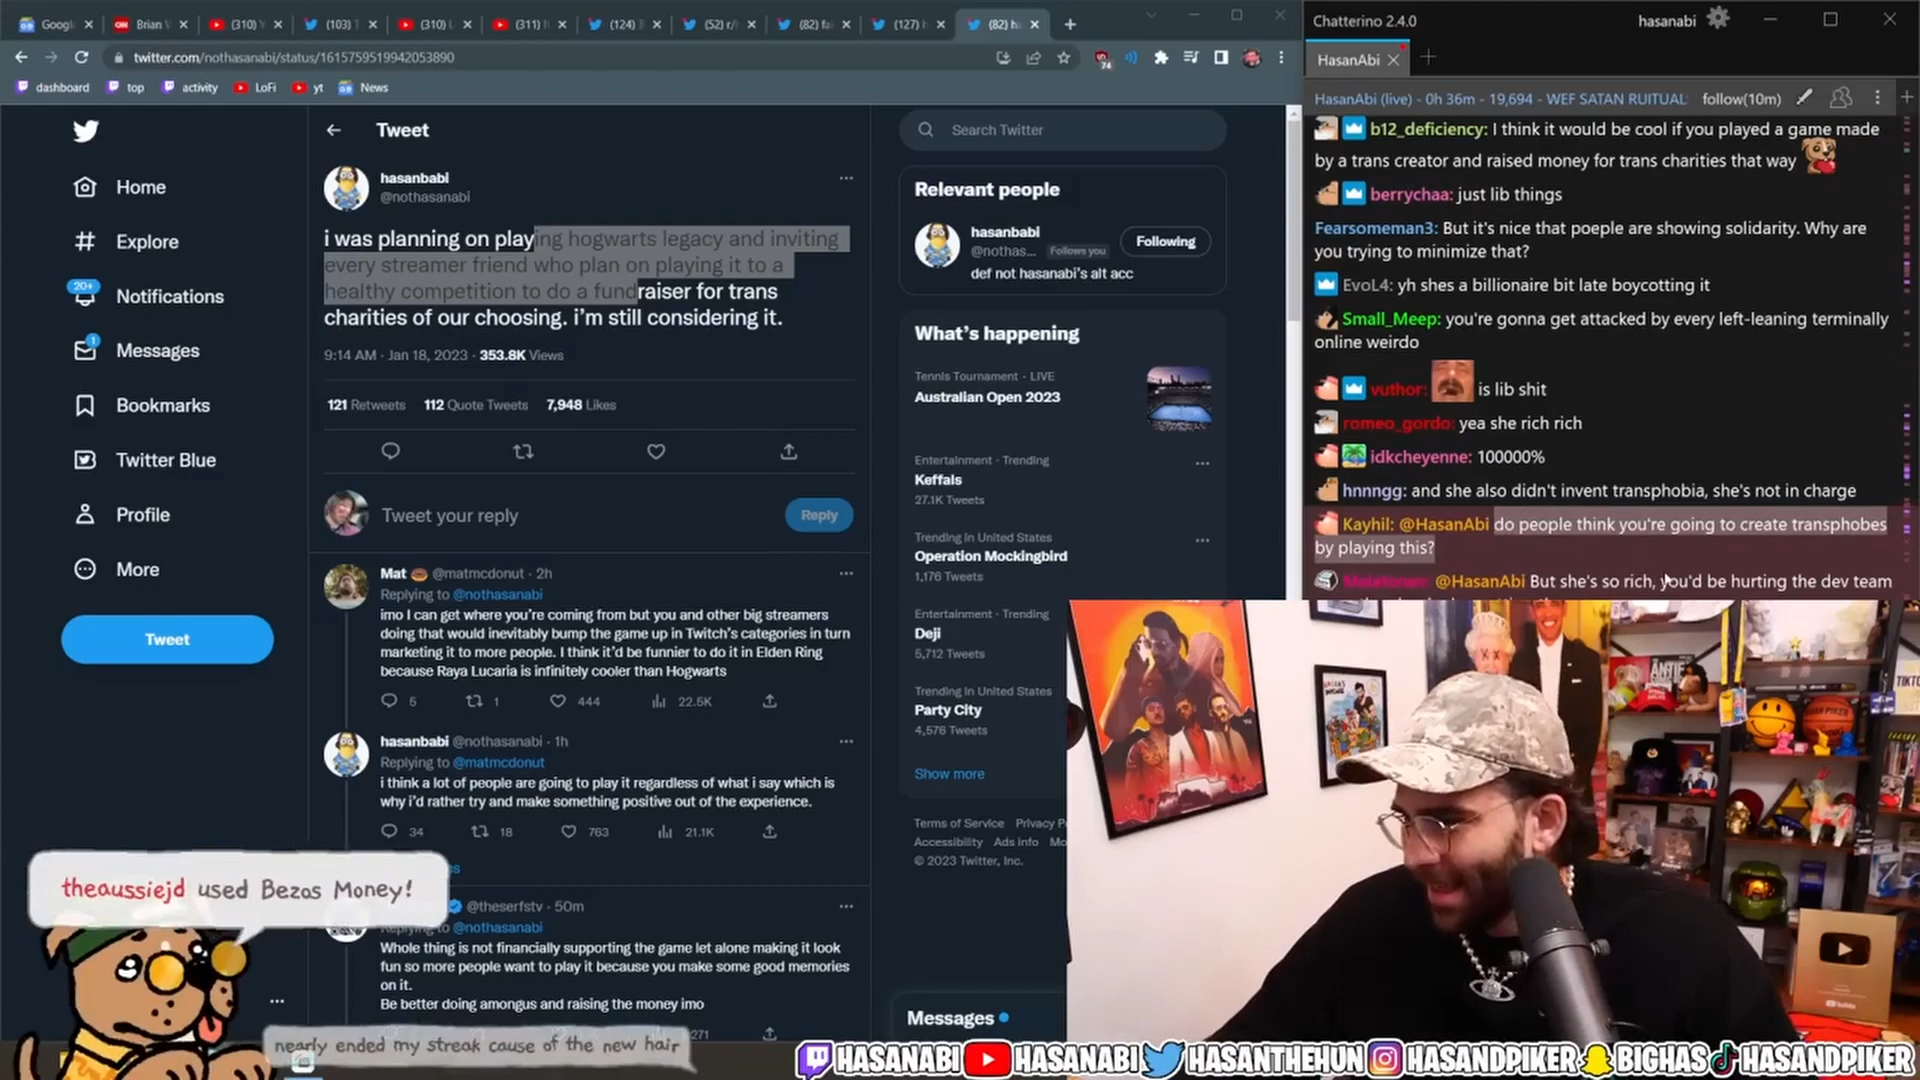 Googl
Brian
(310)
(103) T
(310)
(311)
(124)
(52) r/
(82) fa
(127)
(82) h
twitter.com/nothasanabi/status/1615759519942053890
74
dashboard
top
activity
LoFi
yt
News
Home
Explore
20+
Notifications
1
Messages
Bookmarks
Twitter Blue
Profile
More
Tweet
Tweet
hasanbabi
@nothasanabi
i was planning on playing hogwarts legacy and inviting
every streamer friend who plan on playing it to a
healthy competition to do a fundraiser for trans
charities of our choosing. i'm still considering it.
9:14 AM · Jan 18, 2023 · 353.8K Views
121 Retweets 112 Quote Tweets 7,948 Likes
Tweet your reply
Reply
Mat @matmcdonut · 2h
Replying to @nothasanabi
imo I can get where you're coming from but you and other big streamers
doing that would inevitably bump the game up in Twitch's categories in turn
marketing it to more people. I think it'd be funnier to do it in Elden Ring
because Raya Lucaria is infinitely cooler than Hogwarts
5 1 444 22.5K
hasanbabi @nothasanabi · 1h
Replying to @matmcdonut
i think a lot of people are going to play it regardless of what i say which is
why i'd rather try and make something positive out of the experience.
34 18 763 21.1K
@theserfstv · 50m
Replying to @nothasanabi
Whole thing is not financially supporting the game let alone making it look
fun so more people want to play it because you make some good memories
on it.
Be better doing amongus and raising the money imo
271
Search Twitter
Relevant people
hasanbabi
@nothas... Follows you
Following
def not hasanabi's alt acc
What's happening
Tennis Tournament · LIVE
Australian Open 2023
Entertainment · Trending
Keffals
27.1K Tweets
Trending in United States
Operation Mockingbird
1,176 Tweets
Entertainment · Trending
Deji
5,712 Tweets
Trending in United States
Party City
4,576 Tweets
Show more
Terms of Service Privacy P
Accessibility Ads info Mo
© 2023 Twitter, Inc.
Messages
Chatterino 2.4.0
hasanabi
HasanAbi
HasanAbi (live) - 0h 36m - 19,694 - WEF SATAN RUITUAL
follow(10m)
b12_deficiency: I think it would be cool if you played a game made
by a trans creator and raised money for trans charities that way
berrychaa: just lib things
Fearsomeman3: But it's nice that poeple are showing solidarity. Why are
you trying to minimize that?
EvoL4: yh shes a billionaire bit late boycotting it
Small_Meep: you're gonna get attacked by every left-leaning terminally
online weirdo
vuthor: is lib shit
romeo_gordo: yea she rich rich
idkcheyenne: 100000%
hnnngg: and she also didn't invent transphobia, she's not in charge
Kayhil: @HasanAbi do people think you're going to create transphobes
by playing this?
@HasanAbi But she's so rich, you'd be hurting the dev team
theaussiejd used Bezos Money!
nearly ended my streak cause of the new hair
HASANABI HASANABI HASANTHEHUN HASANDPIKER BIGHAS HASANDPIKER